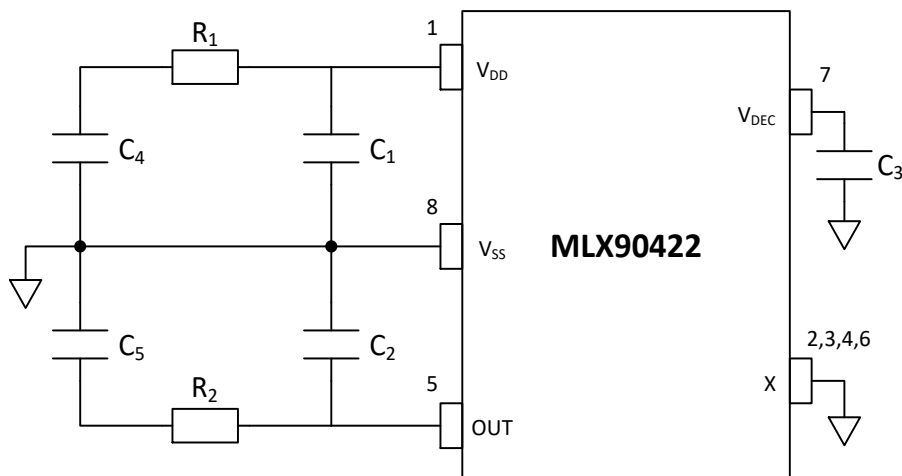 R1
1
VDD
7
VDEC
C4
C1
C3
8
VSS
MLX90422
C5
C2
2,3,4,6
R2
5
X
OUT